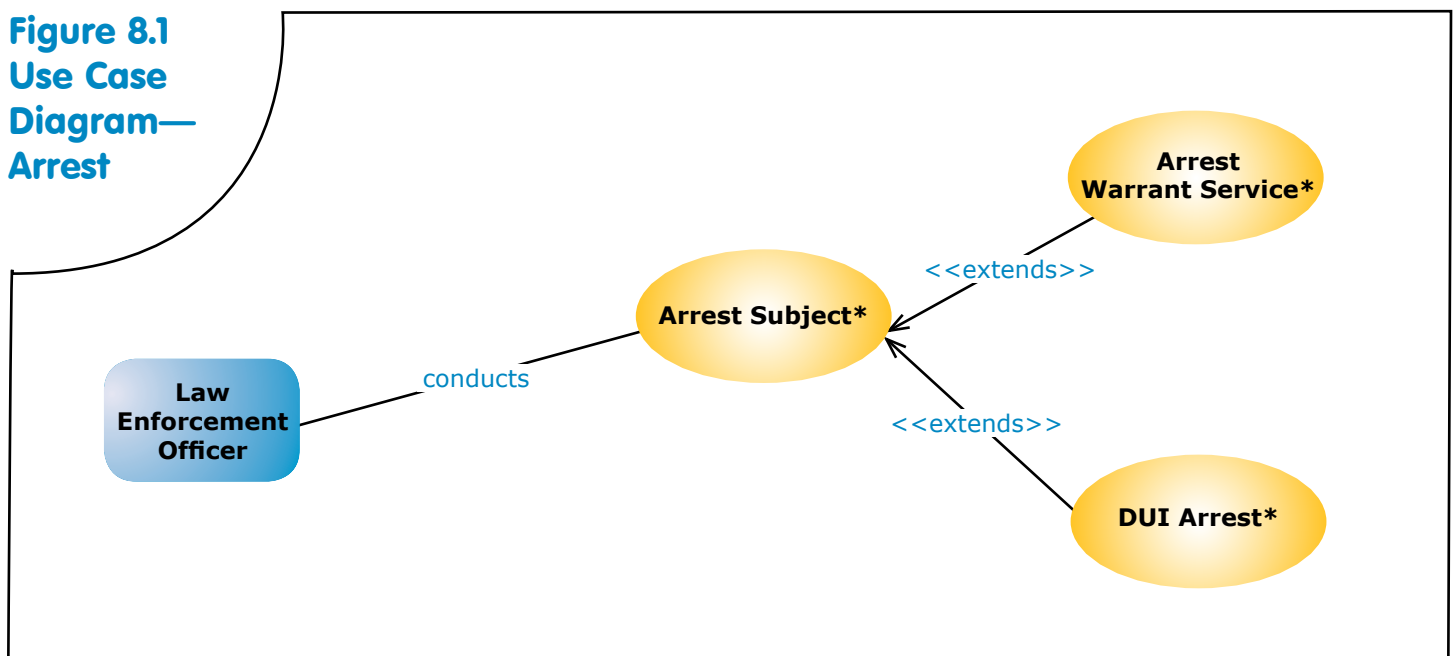 Figure 8.1
Use Case
Diagram—
Arrest
Arrest
Warrant Service*
<<extends>>
Arrest Subject*
conducts
Law
Enforcement
Officer
<<extends>>
DUI Arrest*